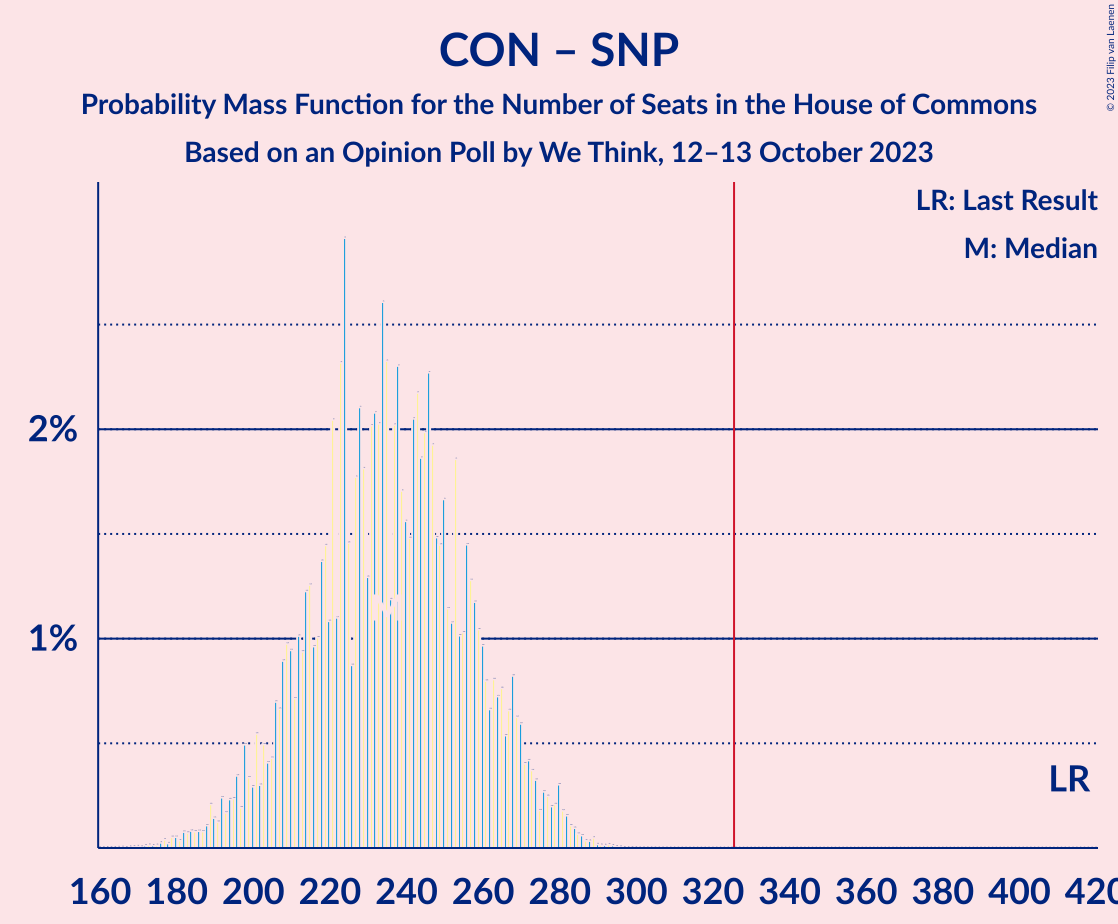 CON – SNP
Probability Mass Function for the Number of Seats in the House of Commons
Based on an Opinion Poll by We Think, 12–13 October 2023
© 2023 Filip van Laenen
LR: Last Result
M: Median
2%
1%
M
LR
160 180 200 220 240 260 280 300 320 340 360 380 400 420